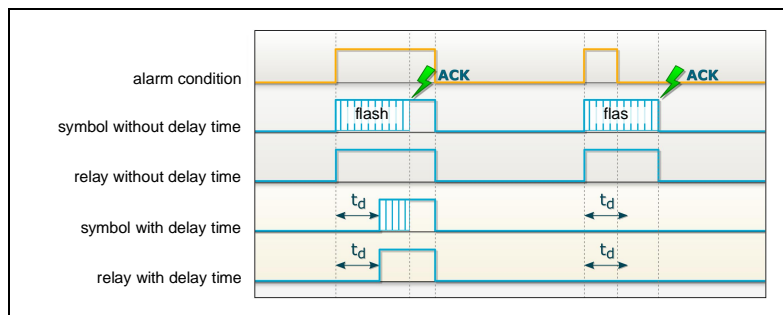 alarm condition
ACK
ACK
symbol without delay time
flash
flas
relay without delay time
symbol with delay time
td
td
relay with delay time
td
td